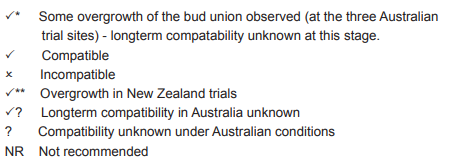 ✓* Some overgrowth of the bud union observed (at the three Australian
trial sites) - longterm compatability unknown at this stage.
✓ Compatible
× Incompatible
✓** Overgrowth in New Zealand trials
✓? Longterm compatibility in Australia unknown
? Compatibility unknown under Australian conditions
NR Not recommended